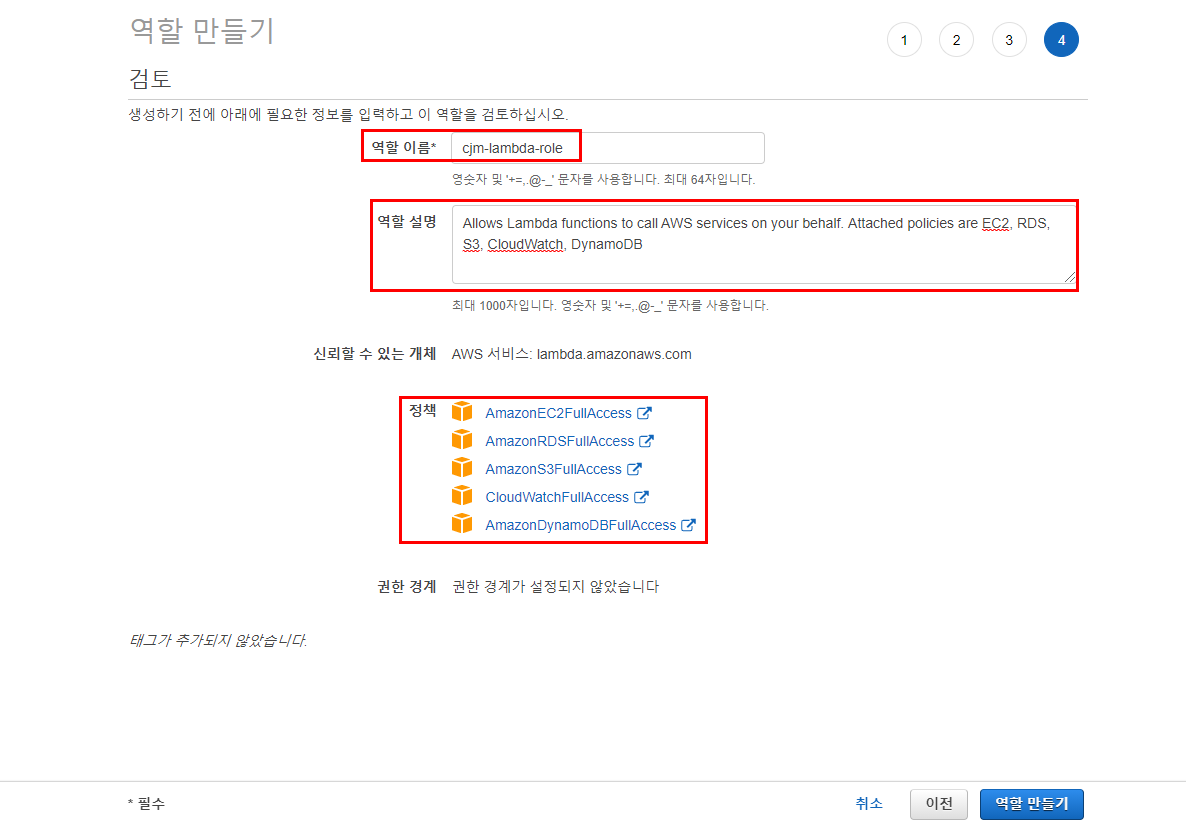 역할 만들기
1 2 3 4
검토
생성하기 전에 아래에 필요한 정보를 입력하고 이 역할을 검토하십시오.
역할 이름* cjm-lambda-role
영숫자 및 '+=,.@-_' 문자를 사용합니다. 최대 64자입니다.
역할 설명 Allows Lambda functions to call AWS services on your behalf. Attached policies are EC2, RDS,
S3, CloudWatch, DynamoDB
최대 1000자입니다. 영숫자 및 '+=,.@-_' 문자를 사용합니다.
신뢰할 수 있는 개체 AWS 서비스: lambda.amazonaws.com
정책 AmazonEC2FullAccess
AmazonRDSFullAccess
AmazonS3FullAccess
CloudWatchFullAccess
AmazonDynamoDBFullAccess
권한 경계 권한 경계가 설정되지 않았습니다
태그가 추가되지 않았습니다.
* 필수 취소 이전 역할 만들기